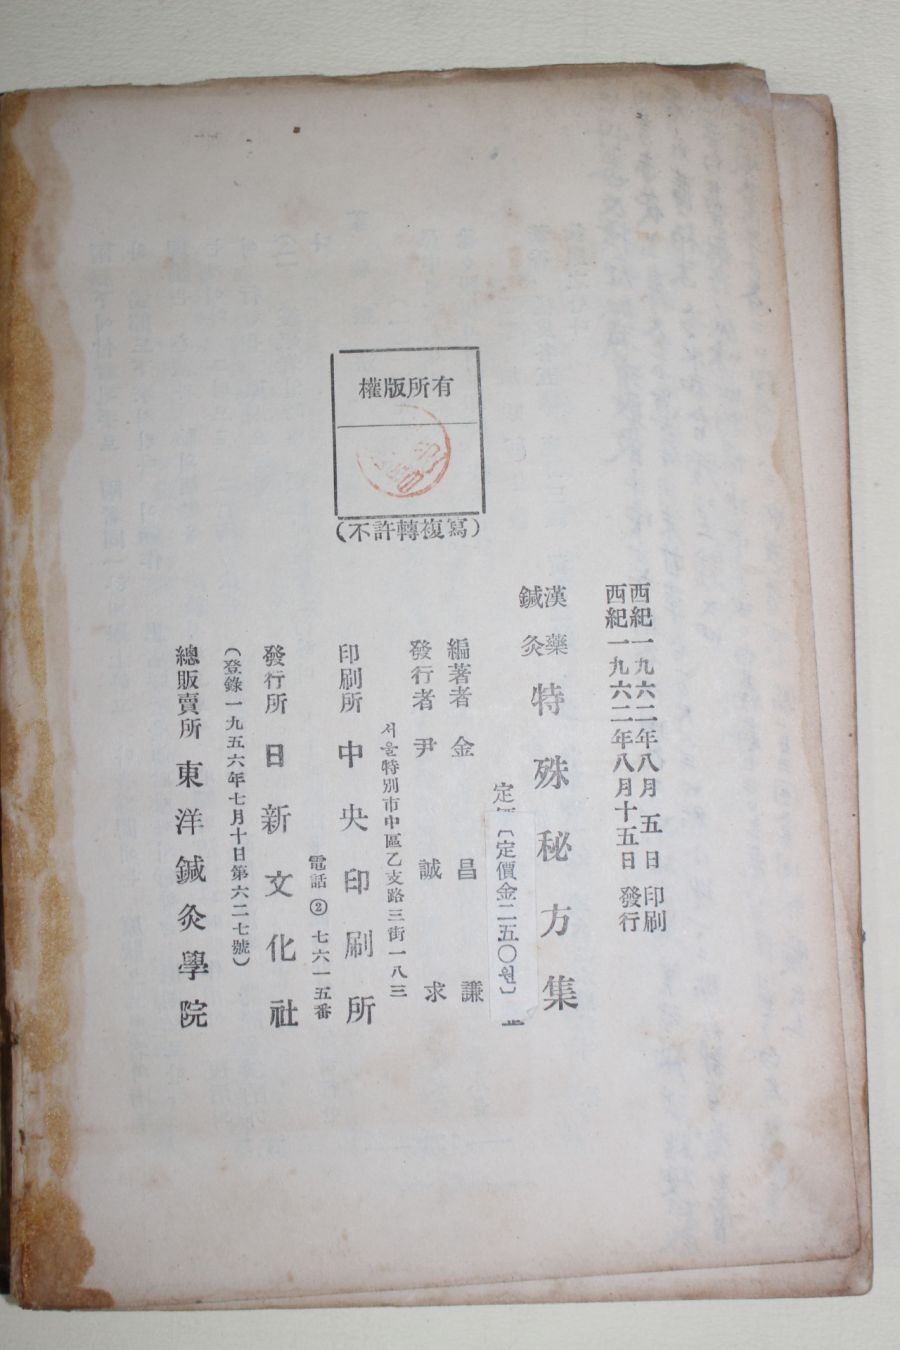 權版所有
(不許轉複寫)
西紀一九六二年八月五日 印刷
西紀一九六二年八月十五日 發行
漢藥
鍼灸
特殊秘方集
定
〔定價金二五〇원〕
編著者 金昌謙
發行者 尹誠求
서울特別市中區乙支路三街一八三
印刷所 中央印刷所
電話②七六一五番
發行所 日新文化社
(登錄一九五六年七月十日第六二七號)
總販賣所 東洋鍼灸學院